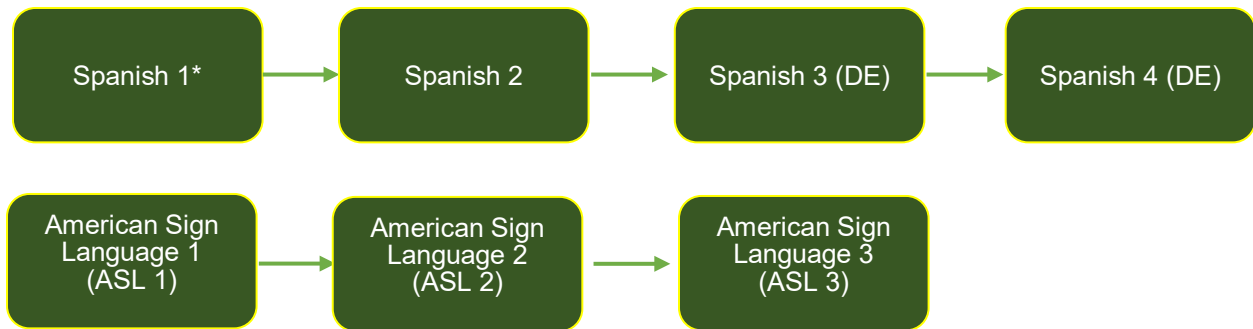 Spanish 1*
Spanish 2
Spanish 3 (DE)
Spanish 4 (DE)
American Sign
Language 1
(ASL 1)
American Sign
Language 2
(ASL 2)
American Sign
Language 3
(ASL 3)